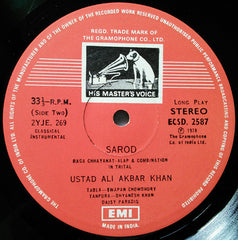 REGD. TRADE MARK OF
THE GRAMOPHONE CO LTD.
HIS MASTER'S VOICE
33⅓-R.P.M.
(SIDE TWO)
2YJE. 269
CLASSICAL
INSTRUMENTAL
LONG PLAY
STEREO
ECSD. 2587
℗ 1978
The Gramophone
Co. of India Ltd.
SAROD
RAGA CHHAYANAT-ALAP & COMBINATION
IN TRITAL
USTAD ALI AKBAR KHAN
TABLA-SWAPAN CHOWDHURY
TANPURA-DHYANESH KHAN
DAISY PARADIS
EMI
MADE IN INDIA.